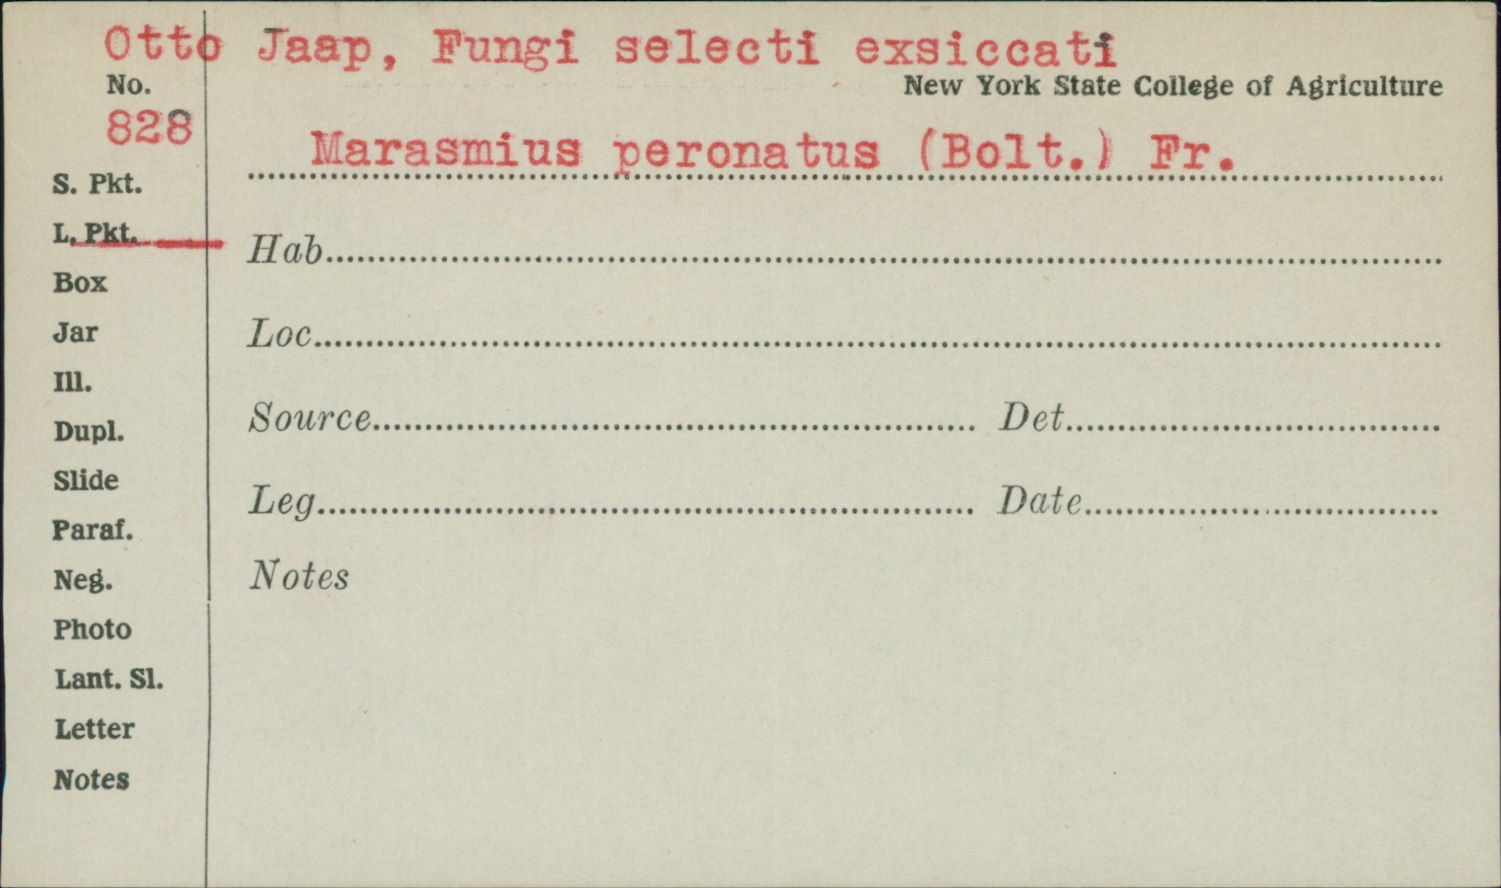 Otto Jaap, Fungi selecti exsiccati
No.
New York State College of Agriculture
828
Marasmius peronatus (Bolt.) Fr.
S. Pkt.
L. Pkt.
Hab
Box
Loc
Jar
Ill.
Source Det.
Dupl.
Slide
Leg. Date
Paraf.
Neg.
Notes
Photo
Lant. Sl.
Letter
Notes